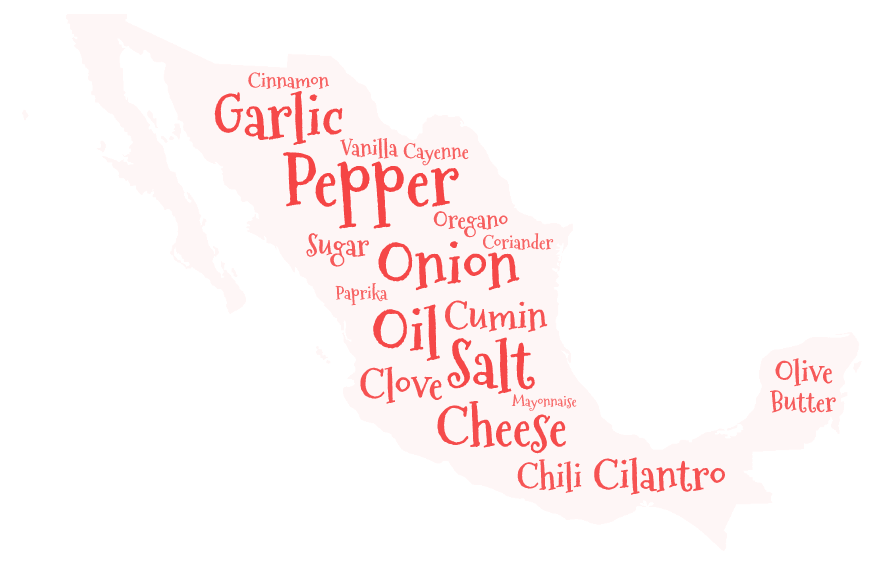 Cinnamon
Garlic
Vanilla Cayenne
Pepper
Oregano
Sugar
Coriander
Onion
Paprika
Oil
Cumin
Salt
Clove
Mayonnaise
Cheese
Chili Cilantro
Olive
Butter